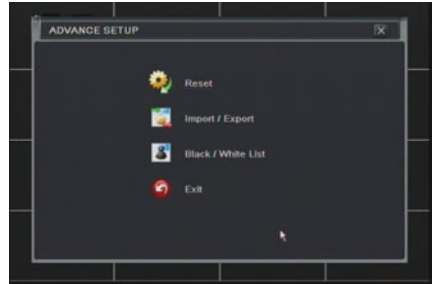 ADVANCE SETUP
Reset
Import / Export
Black / White List
Exit